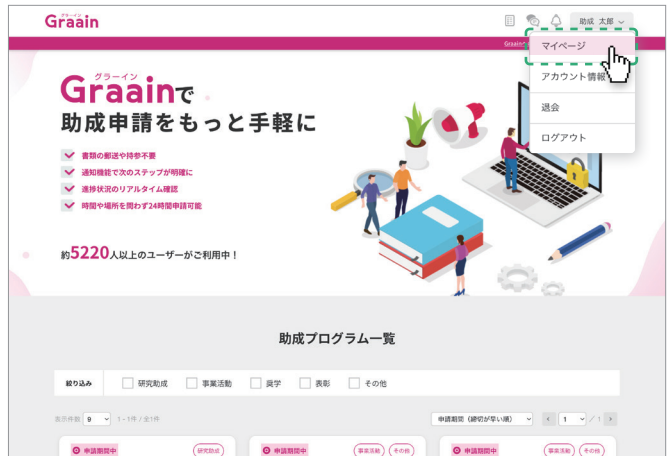 グラーイン
Graain
助成 太郎
Graain
マイページ
アカウント情報
退会
ログアウト
グラーイン
Graainで
助成申請をもっと手軽に
書類の郵送や持参不要
通知機能で次のステップが明確に
進捗状況のリアルタイム確認
時間や場所を問わず24時間申請可能
約5220人以上のユーザーがご利用中！
助成プログラム一覧
絞り込み 研究助成 事業活動 奨学 表彰 その他
表示件数 9 1 - 1件 / 全1件 申請期間（締切が早い順） < 1 / 1 >
申請期間中 研究助成 申請期間中 事業活動 その他 申請期間中 事業活動 その他